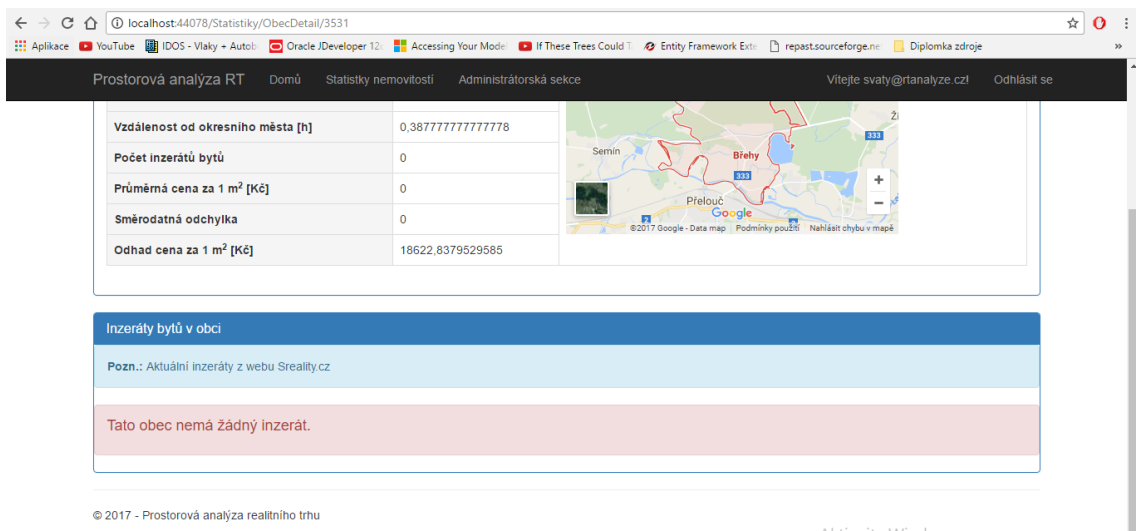 localhost:44078/Statistiky/ObecDetail/3531
Aplikace YouTube IDOS - Vlaky + Autob Oracle JDeveloper 12c Accessing Your Model If These Trees Could T Entity Framework Exte repast.sourceforge.ne Diplomka zdroje »
Prostorová analýza RT Domů Statistky nemovitostí Administrátorská sekce Vítejte svaty@rtanalyze.cz! Odhlásit se
Vzdálenost od okresního města [h] 0,387777777777778
Počet inzerátů bytů 0
Průměrná cena za 1 m² [Kč] 0
Směrodatná odchylka 0
Odhad cena za 1 m² [Kč] 18622,8379529585
Ži
333
Semín
Břehy
333
+
Přelouč
−
Google
2
©2017 Google - Data map Podmínky použití Nahlásit chybu v mapě
Inzeráty bytů v obci
Pozn.: Aktuální inzeráty z webu Sreality.cz
Tato obec nemá žádný inzerát.
© 2017 - Prostorová analýza realitního trhu